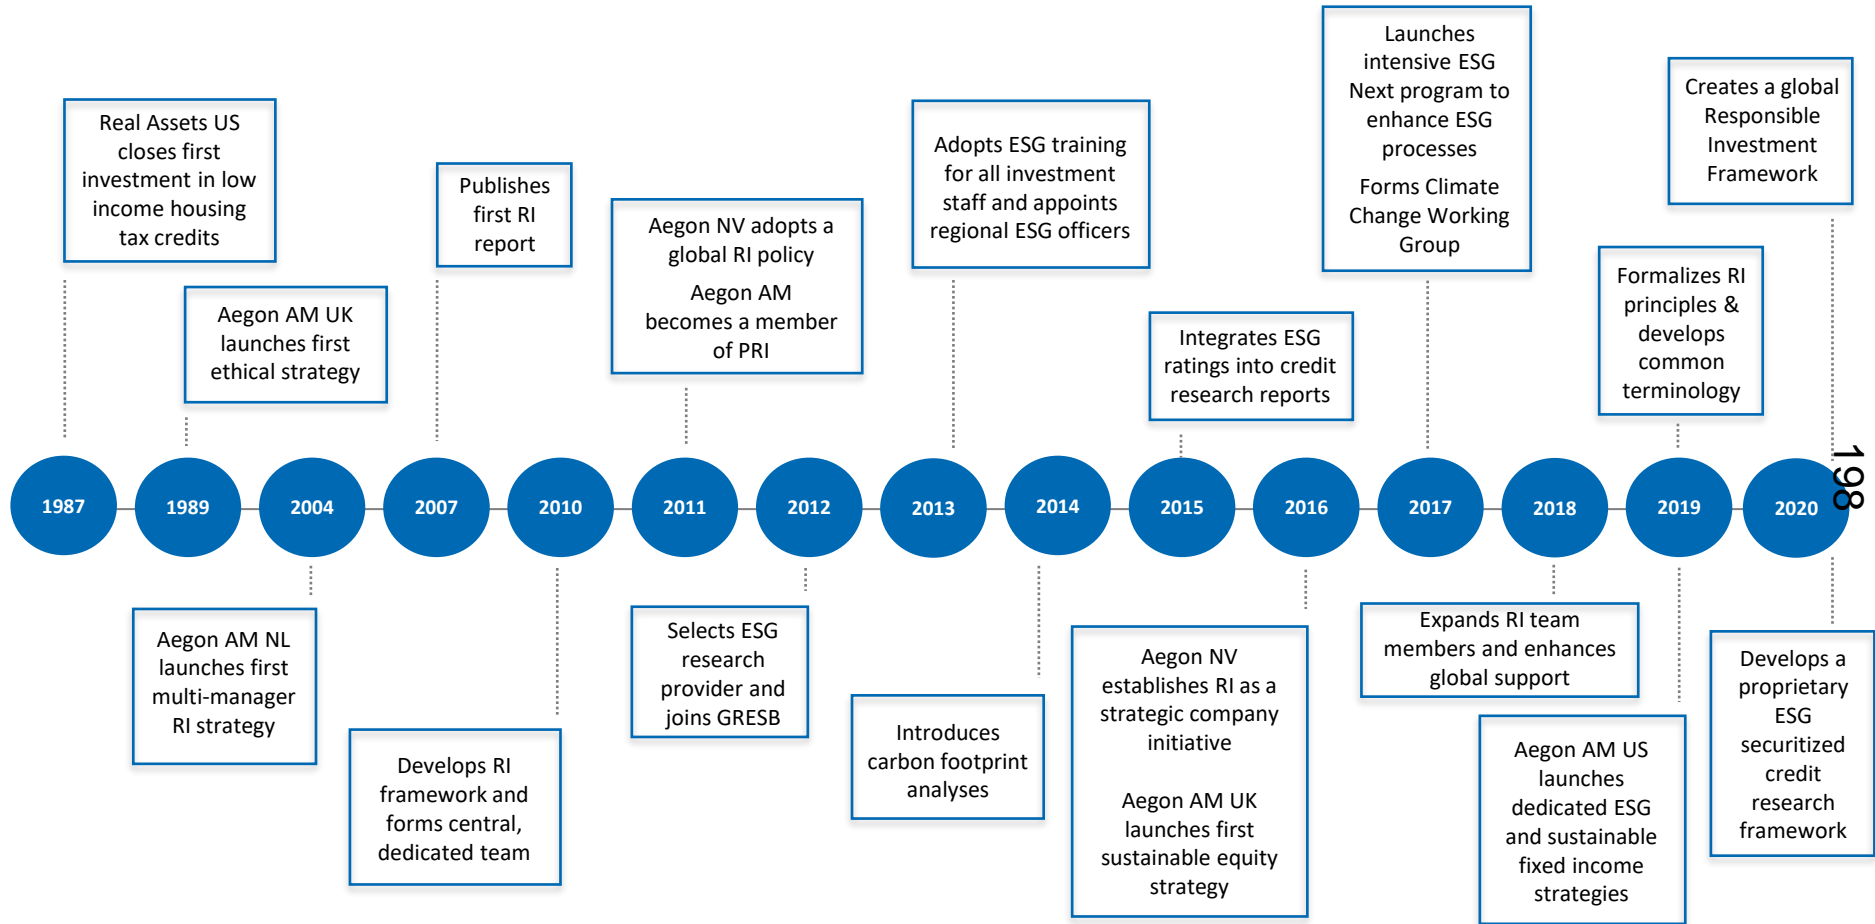 Real Assets US
closes first
investment in low
income housing
tax credits
Aegon AM UK
launches first
ethical strategy
Publishes
first RI
report
Aegon NV adopts a
global RI policy
Aegon AM
becomes a member
of PRI
Adopts ESG training
for all investment
staff and appoints
regional ESG officers
Integrates ESG
ratings into credit
research reports
Launches
intensive ESG
Next program to
enhance ESG
processes
Forms Climate
Change Working
Group
Formalizes RI
principles &
develops
common
terminology
Creates a global
Responsible
Investment
Framework
198
1987
1989
2004
2007
2010
2011
2012
2013
2014
2015
2016
2017
2018
2019
2020
Aegon AM NL
launches first
multi-manager
RI strategy
Develops RI
framework and
forms central,
dedicated team
Selects ESG
research
provider and
joins GRESB
Introduces
carbon footprint
analyses
Aegon NV
establishes RI as a
strategic company
initiative
Aegon AM UK
launches first
sustainable equity
strategy
Expands RI team
members and enhances
global support
Aegon AM US
launches
dedicated ESG
and sustainable
fixed income
strategies
Develops a
proprietary
ESG
securitized
credit
research
framework